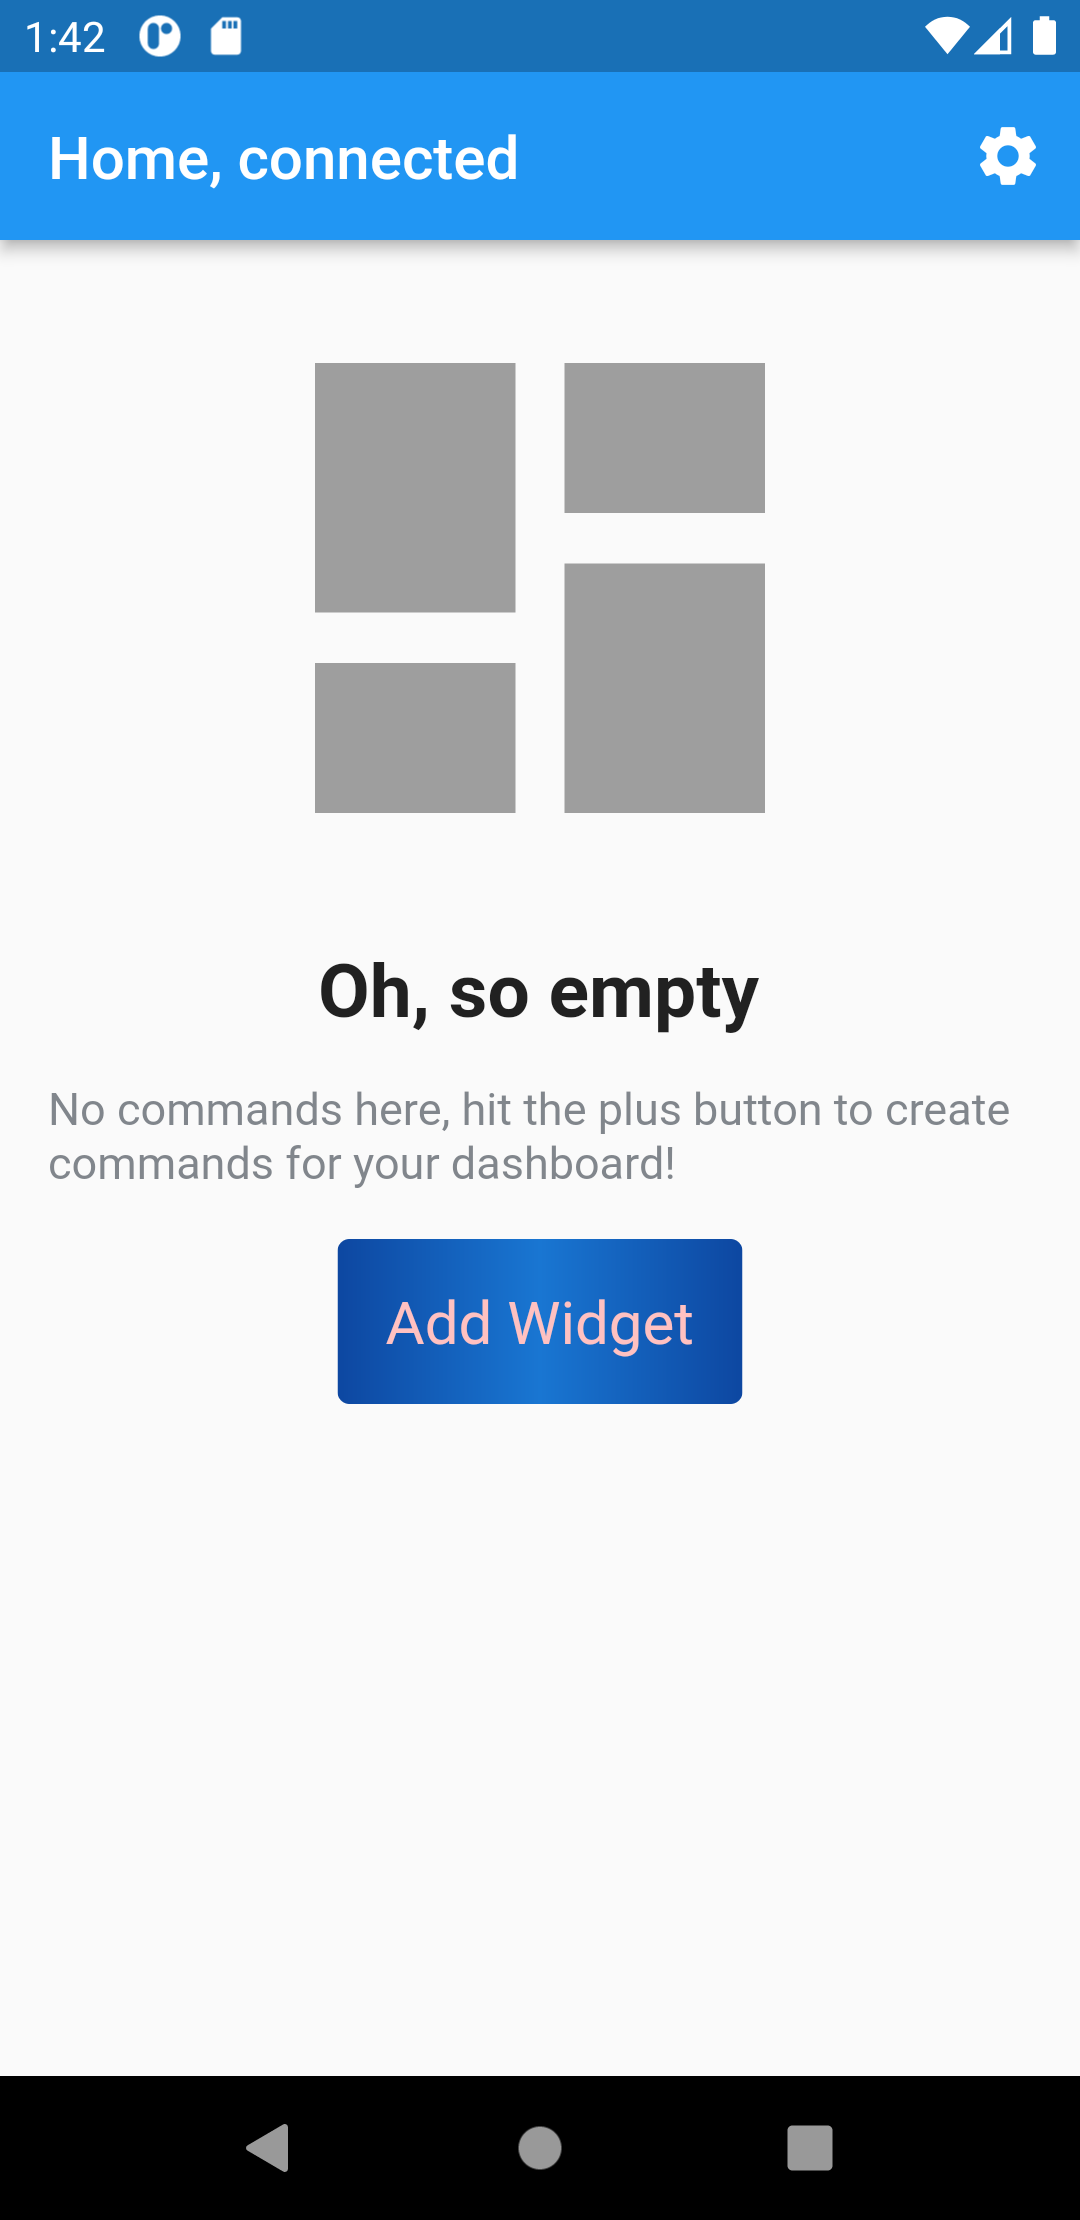 1:42
Home, connected
Oh, so empty
No commands here, hit the plus button to create
commands for your dashboard!
Add Widget